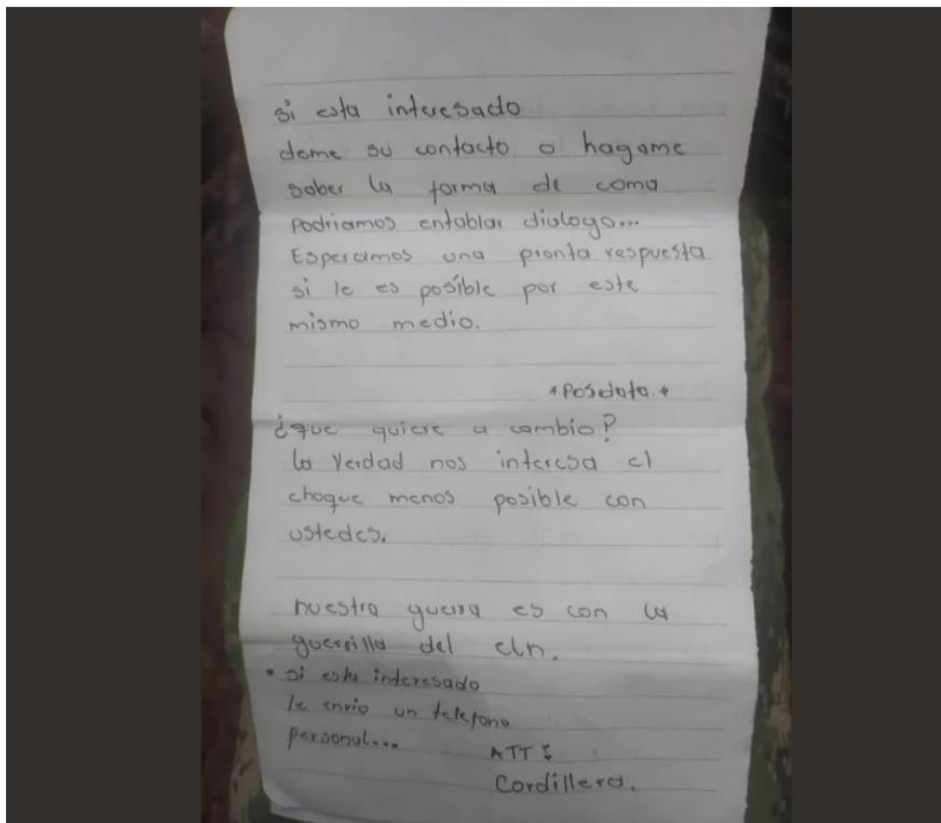 si esta interesado
deme su contacto o hagame
saber la forma de como
podriamos entablar dialogo...
Esperamos una pronta respuesta
si le es posible por este
mismo medio.
*Posdata.*
¿que quiere a cambio?
la verdad nos interesa el
choque menos posible con
ustedes.
nuestra guerra es con la
guerrilla del eln.
• si esta interesado
le envio un telefono
personal...
ATT:
Cordillera.